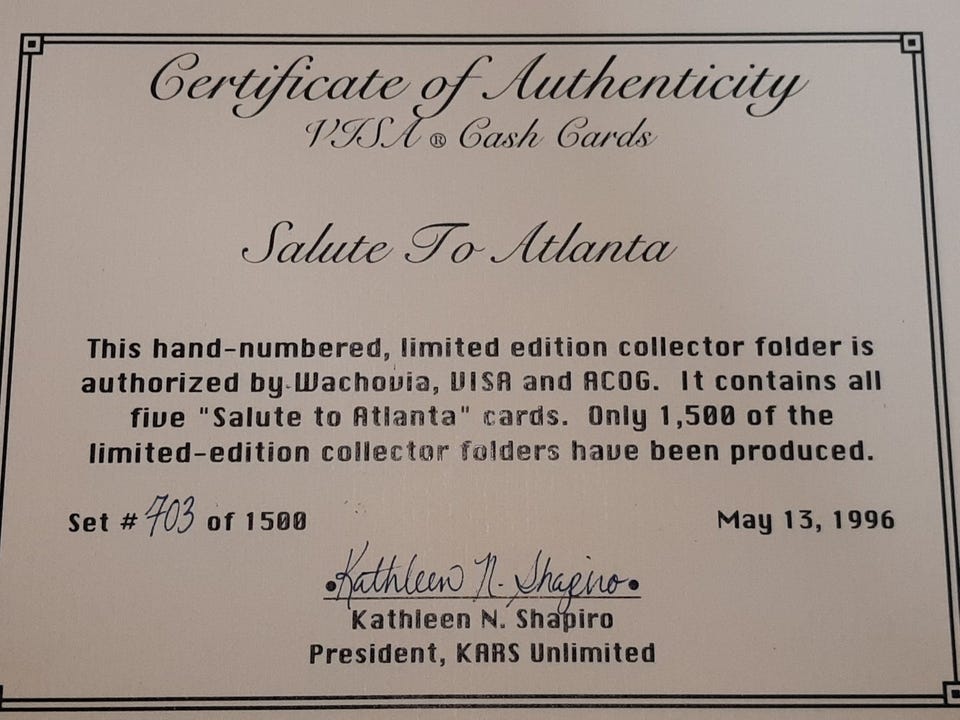 Certificate of Authenticity
VISA ® Cash Cards
Salute To Atlanta
This hand-numbered, limited edition collector folder is
authorized by Wachovia, VISA and ACOG. It contains all
five "Salute to Atlanta" cards. Only 1,500 of the
limited-edition collector folders have been produced.
Set # 703 of 1500
May 13, 1996
Kathleen N. Shapiro
Kathleen N. Shapiro
President, KARS Unlimited